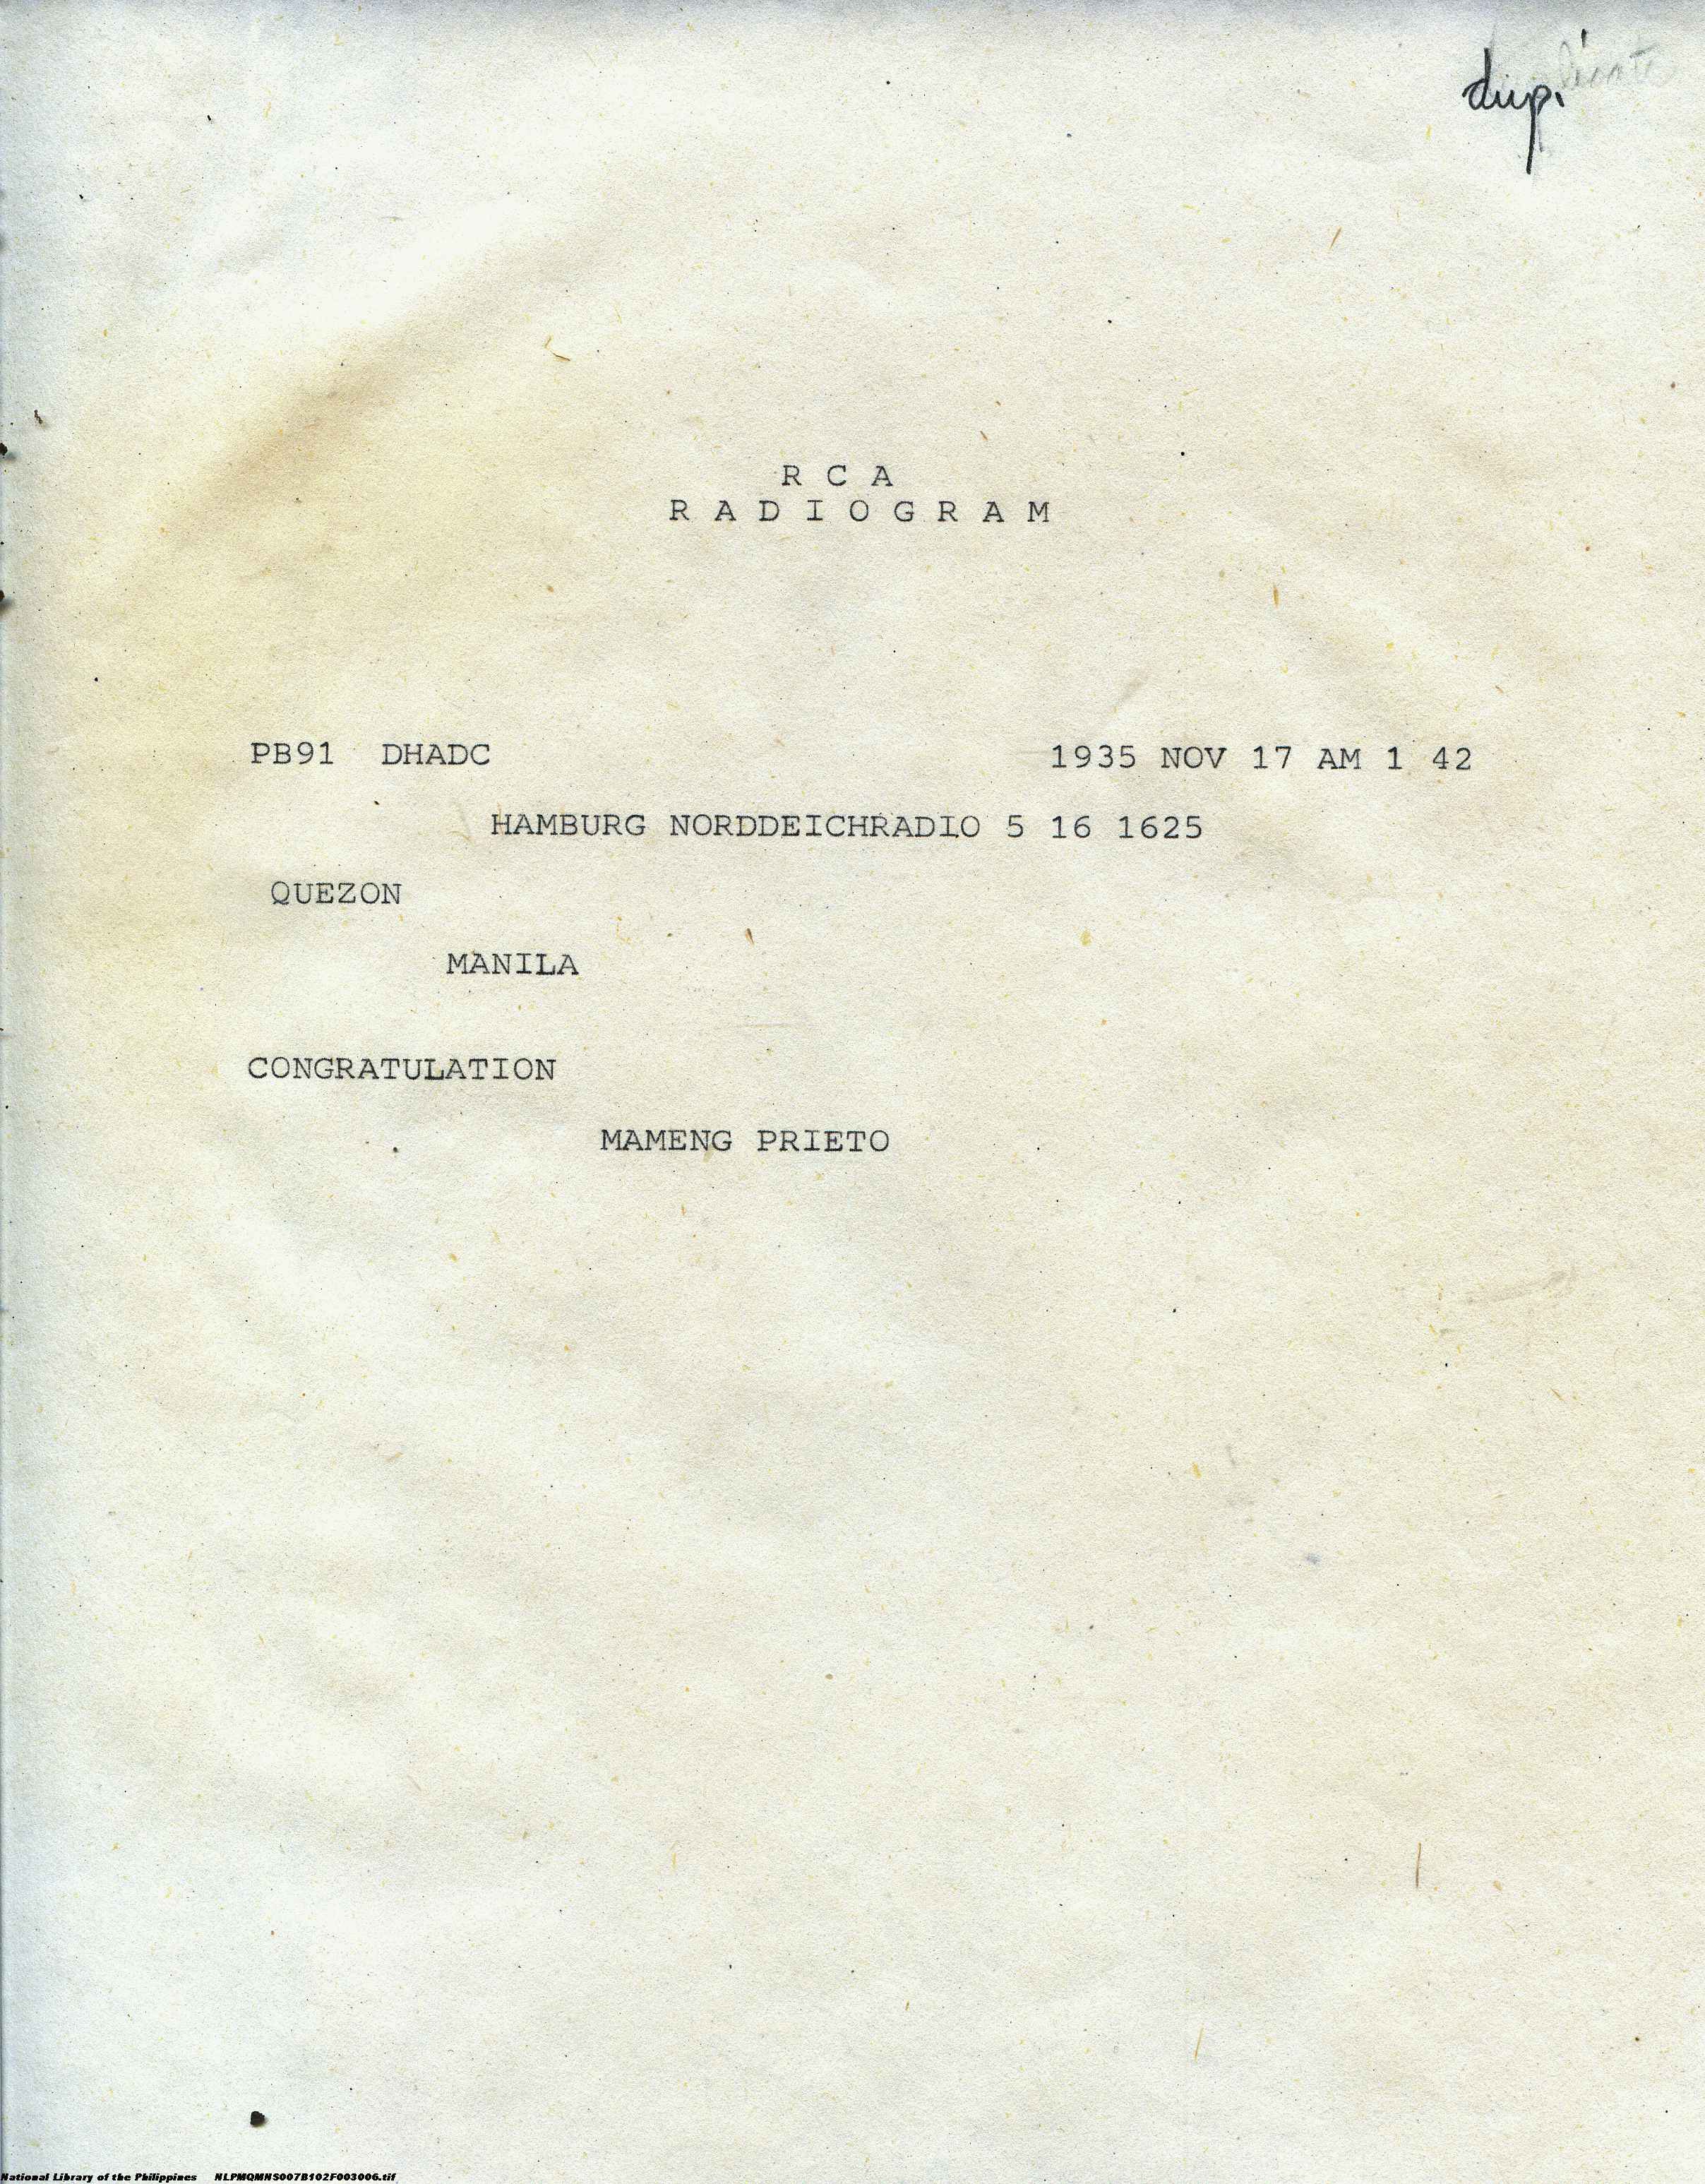 dup.
duplicate
R C A
R A D I O G R A M
PB91 DHADC 1935 NOV 17 AM 1 42
HAMBURG NORDDEICHRADIO 5 16 1625
QUEZON
MANILA
CONGRATULATION
MAMENG PRIETO
National Library of the Philippines NLPMQMNS007B102F003006.tif